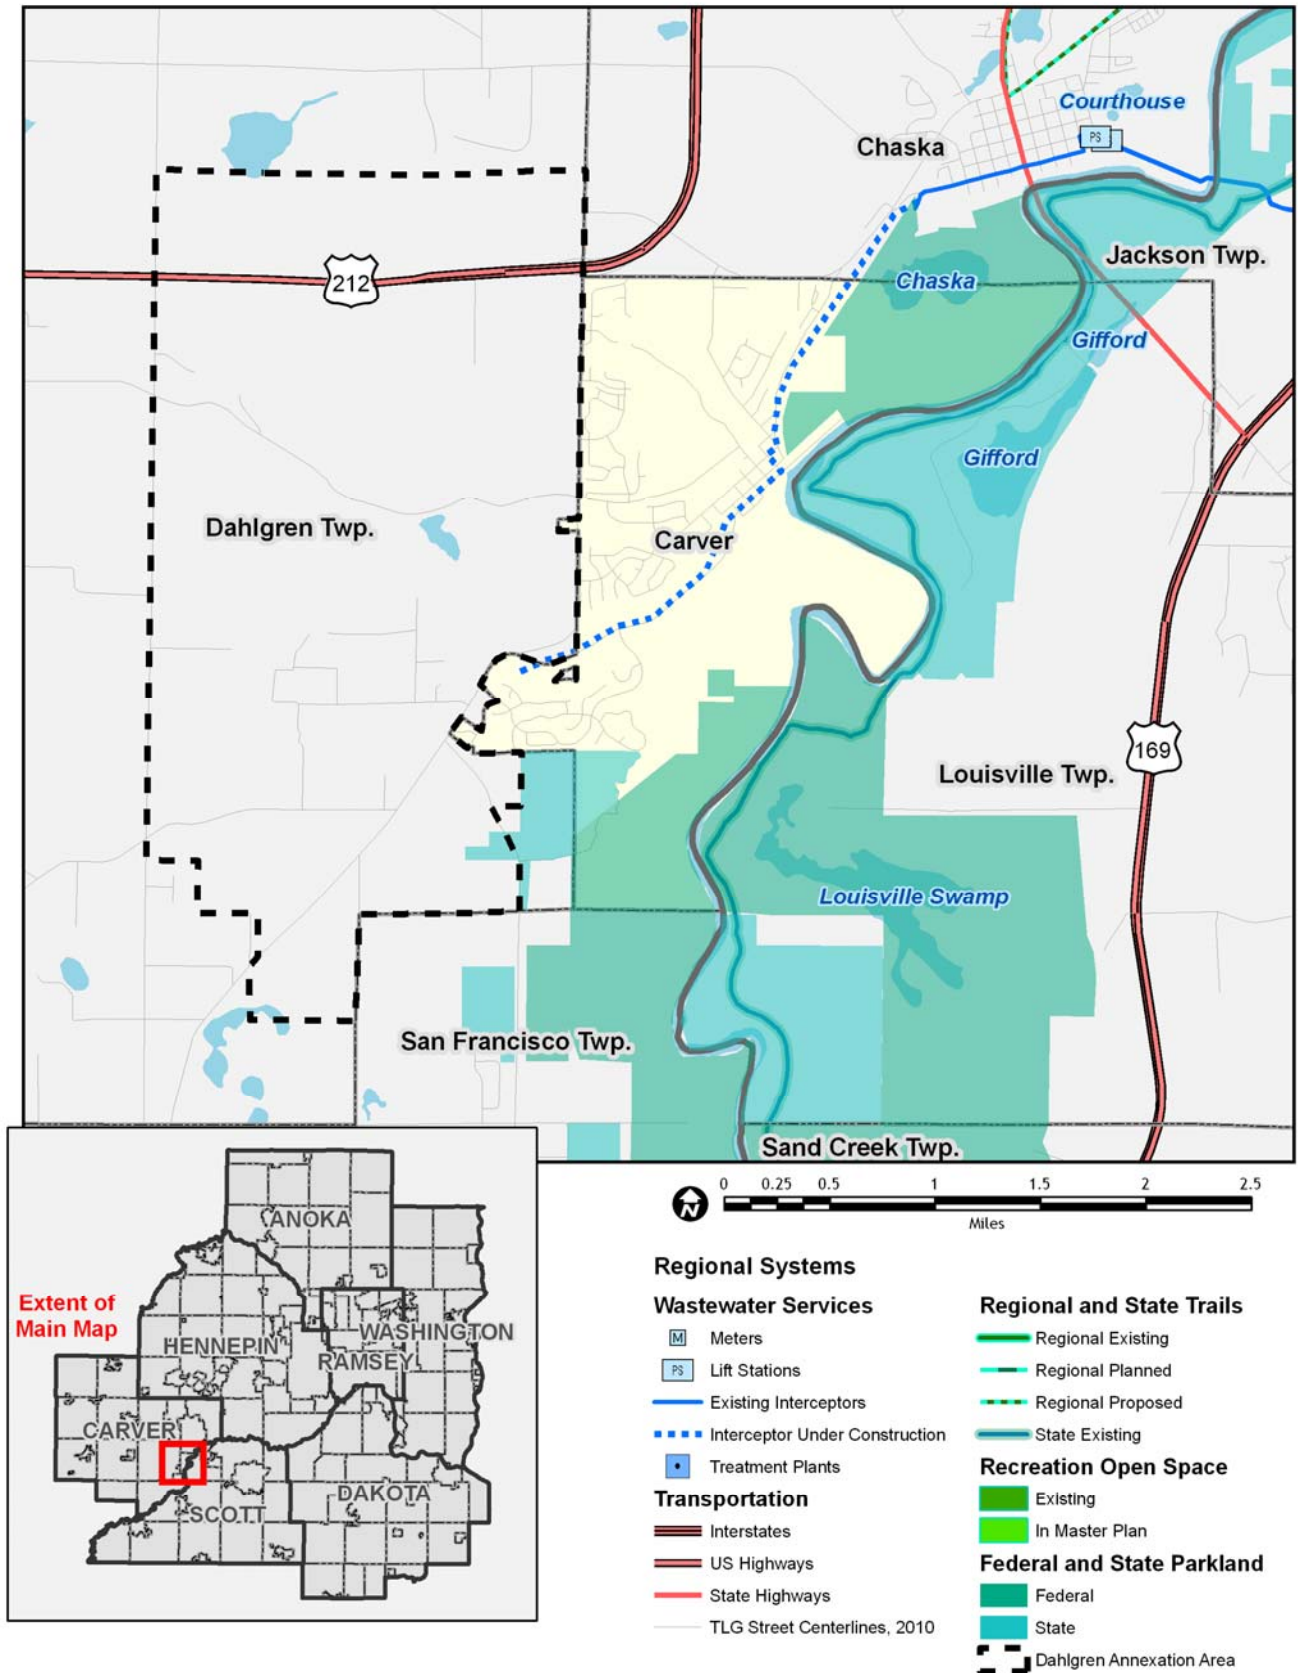 Courthouse
PS
Chaska
Jackson Twp.
212
Chaska
Gifford
Gifford
Dahlgren Twp.
Carver
169
Louisville Twp.
Louisville Swamp
San Francisco Twp.
Sand Creek Twp.
0 0.25 0.5 1 1.5 2 2.5
N
Miles
Extent of
Main Map
ANOKA
WASHINGTON
HENNEPIN
RAMSEY
CARVER
DAKOTA
SCOTT
Regional Systems
Wastewater Services
M Meters
PS Lift Stations
Existing Interceptors
Interceptor Under Construction
Treatment Plants
Transportation
Interstates
US Highways
State Highways
TLG Street Centerlines, 2010
Regional and State Trails
Regional Existing
Regional Planned
Regional Proposed
State Existing
Recreation Open Space
Existing
In Master Plan
Federal and State Parkland
Federal
State
Dahlgren Annexation Area